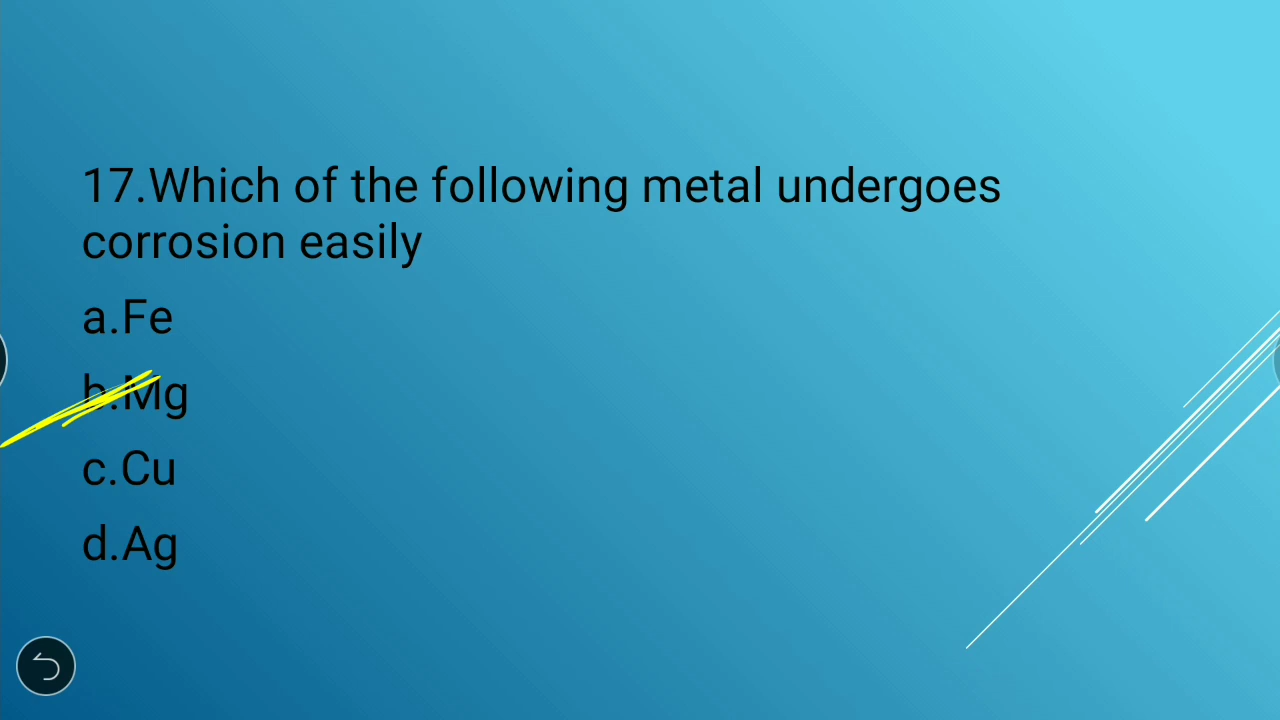 17.Which of the following metal undergoes
corrosion easily
a.Fe
b.Mg
c.Cu
d.Ag